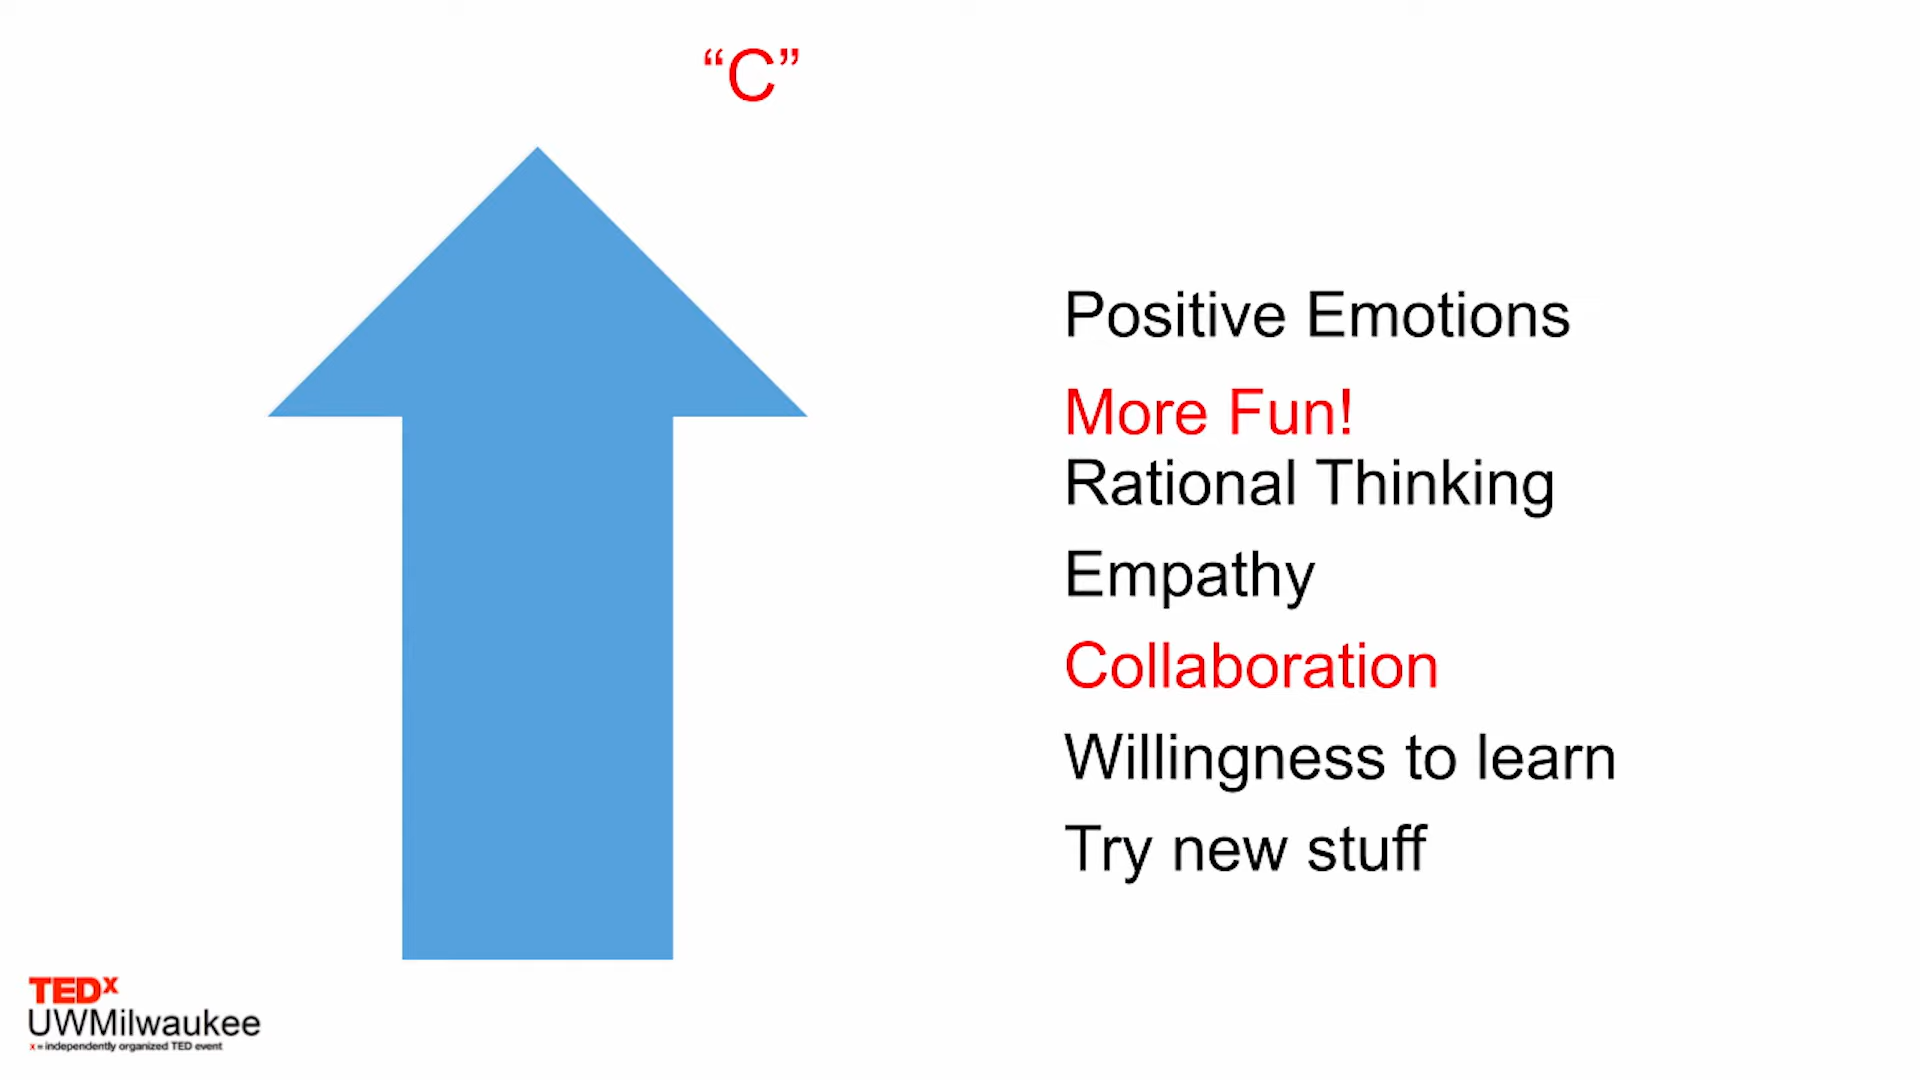 “C”
Positive Emotions
More Fun!
Rational Thinking
Empathy
Collaboration
Willingness to learn
Try new stuff
TEDx
UWMilwaukee
x = independently organized TED event